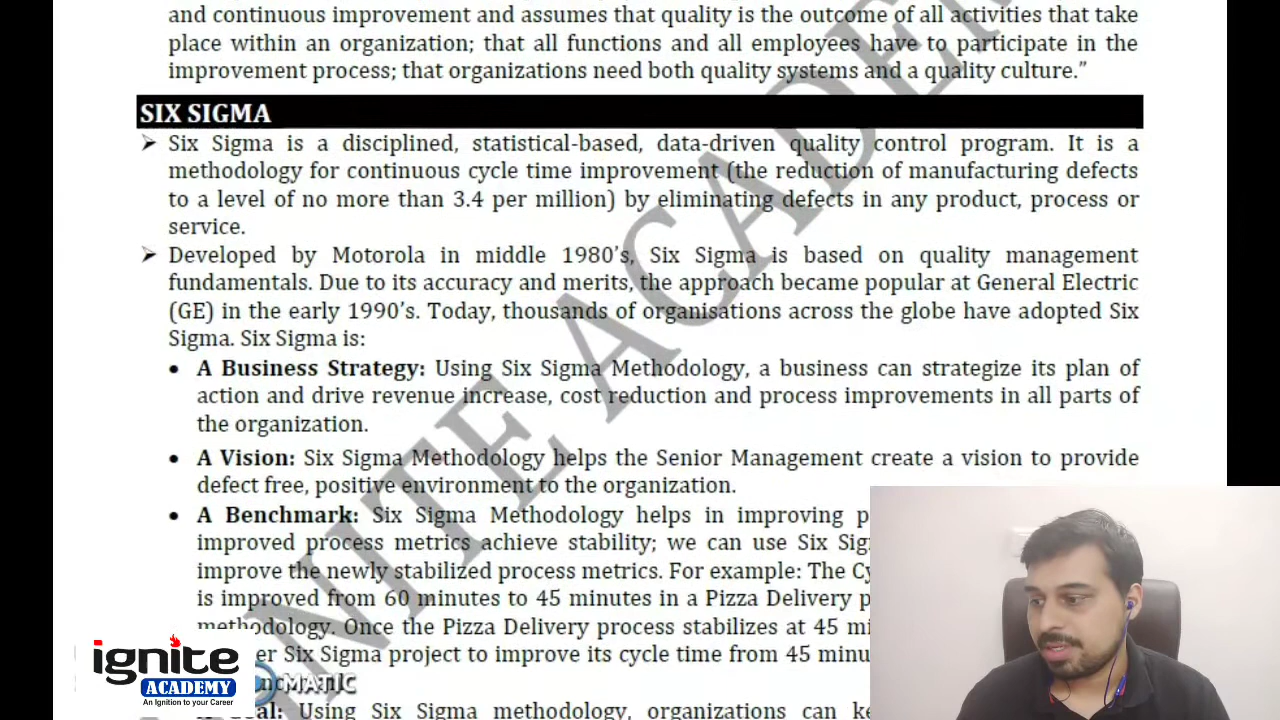 and continuous improvement and assumes that quality is the outcome of all activities that take
place within an organization; that all functions and all employees have to participate in the
improvement process; that organizations need both quality systems and a quality culture.”
SIX SIGMA
➢ Six Sigma is a disciplined, statistical-based, data-driven quality control program. It is a
methodology for continuous cycle time improvement (the reduction of manufacturing defects
to a level of no more than 3.4 per million) by eliminating defects in any product, process or
service.
➢ Developed by Motorola in middle 1980’s, Six Sigma is based on quality management
fundamentals. Due to its accuracy and merits, the approach became popular at General Electric
(GE) in the early 1990’s. Today, thousands of organisations across the globe have adopted Six
Sigma. Six Sigma is:
• A Business Strategy: Using Six Sigma Methodology, a business can strategize its plan of
action and drive revenue increase, cost reduction and process improvements in all parts of
the organization.
• A Vision: Six Sigma Methodology helps the Senior Management create a vision to provide
defect free, positive environment to the organization.
• A Benchmark: Six Sigma Methodology helps in improving p
improved process metrics achieve stability; we can use Six Sig
improve the newly stabilized process metrics. For example: The Cy
is improved from 60 minutes to 45 minutes in a Pizza Delivery p
methodology. Once the Pizza Delivery process stabilizes at 45 mi
er Six Sigma project to improve its cycle time from 45 minu
Using Six Sigma methodology, organizations can ke
IGNITE ACADEM
ignite
ACADEMY
An Ignition to your Career
MATIC